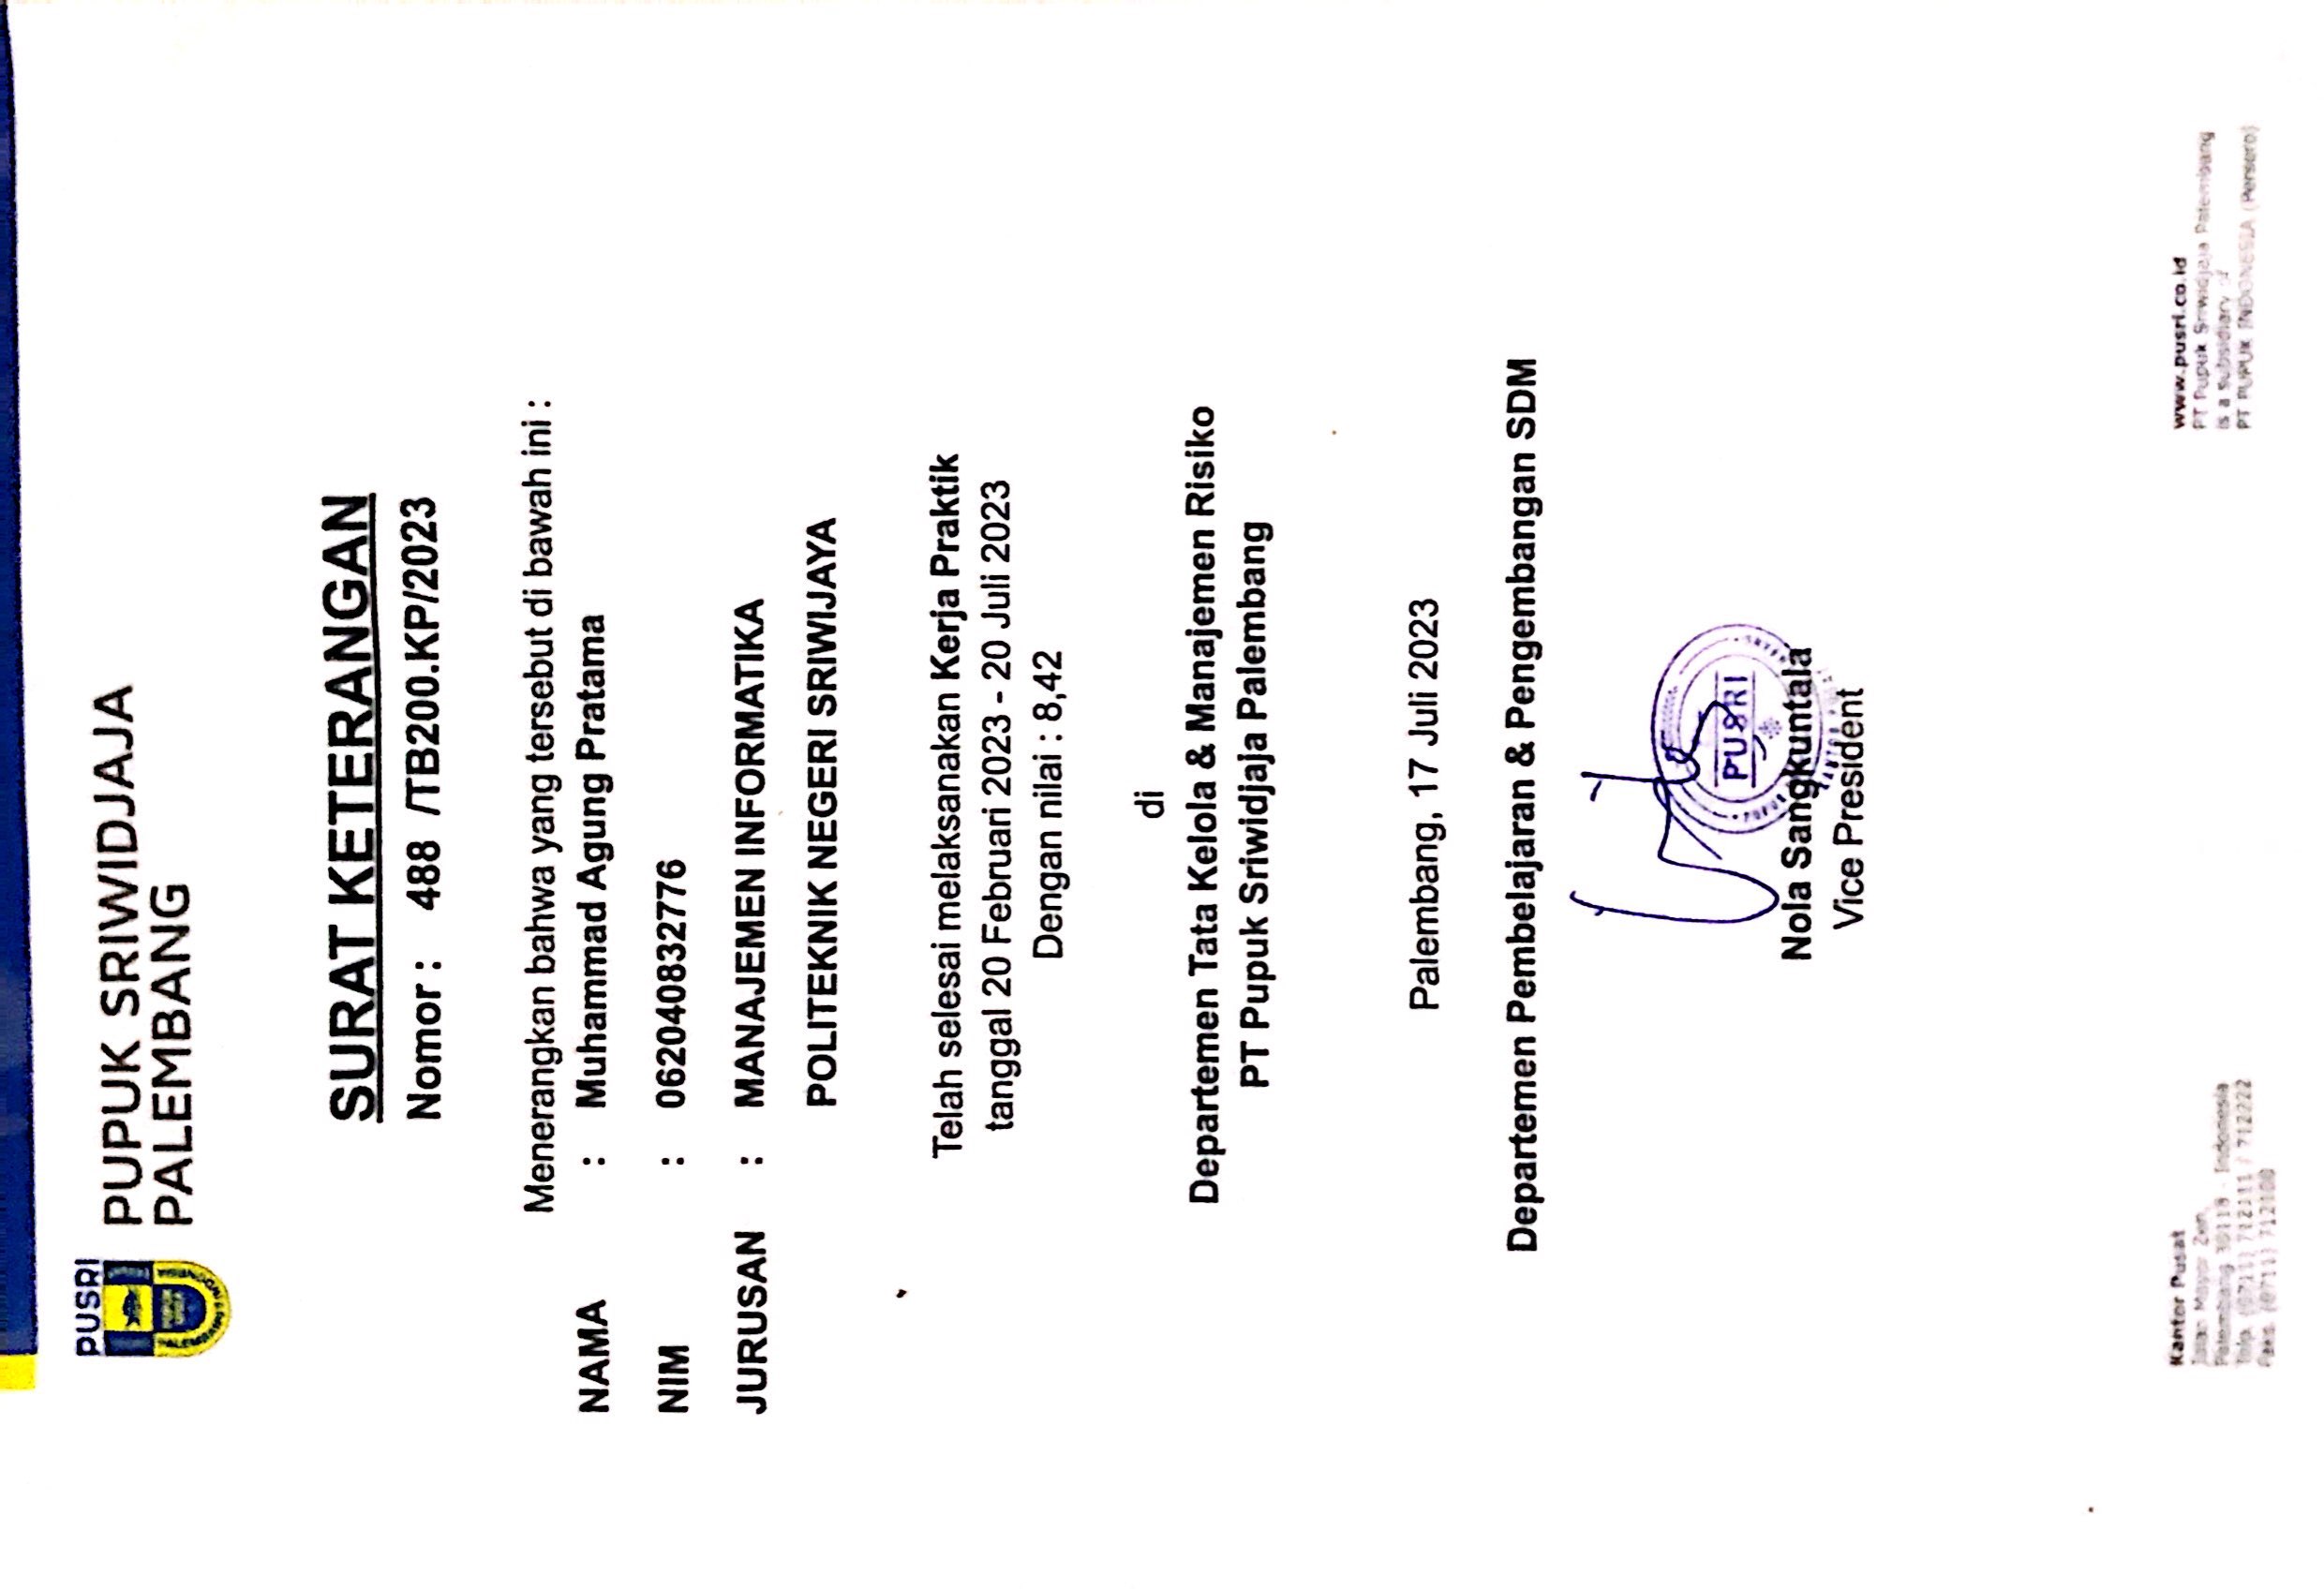 PUSRI
PUPUK SRIWIDJAJA
PALEMBANG
SURAT KETERANGAN
Nomor : 488 /TB200.KP/2023
Menerangkan bahwa yang tersebut di bawah ini :
NAMA : Muhammad Agung Pratama
NIM : 062040832776
JURUSAN : MANAJEMEN INFORMATIKA
POLITEKNIK NEGERI SRIWIJAYA
Telah selesai melaksanakan Kerja Praktik
tanggal 20 Februari 2023 - 20 Juli 2023
Dengan nilai : 8,42
di
Departemen Tata Kelola & Manajemen Risiko
PT Pupuk Sriwidjaja Palembang
Palembang, 17 Juli 2023
Departemen Pembelajaran & Pengembangan SDM
PUSRI
Nola Sangkuntala
Vice President
Kantor Pusat
Jalan Mayor Zen,
Palembang 30118 - Indonesia
Telp. (0711) 712111 / 712222
Faks. (0711) 712100
www.pusri.co.id
PT Pupuk Sriwidjaja Palembang
is a subsidiary of
PT PUPUK INDONESIA (Persero)